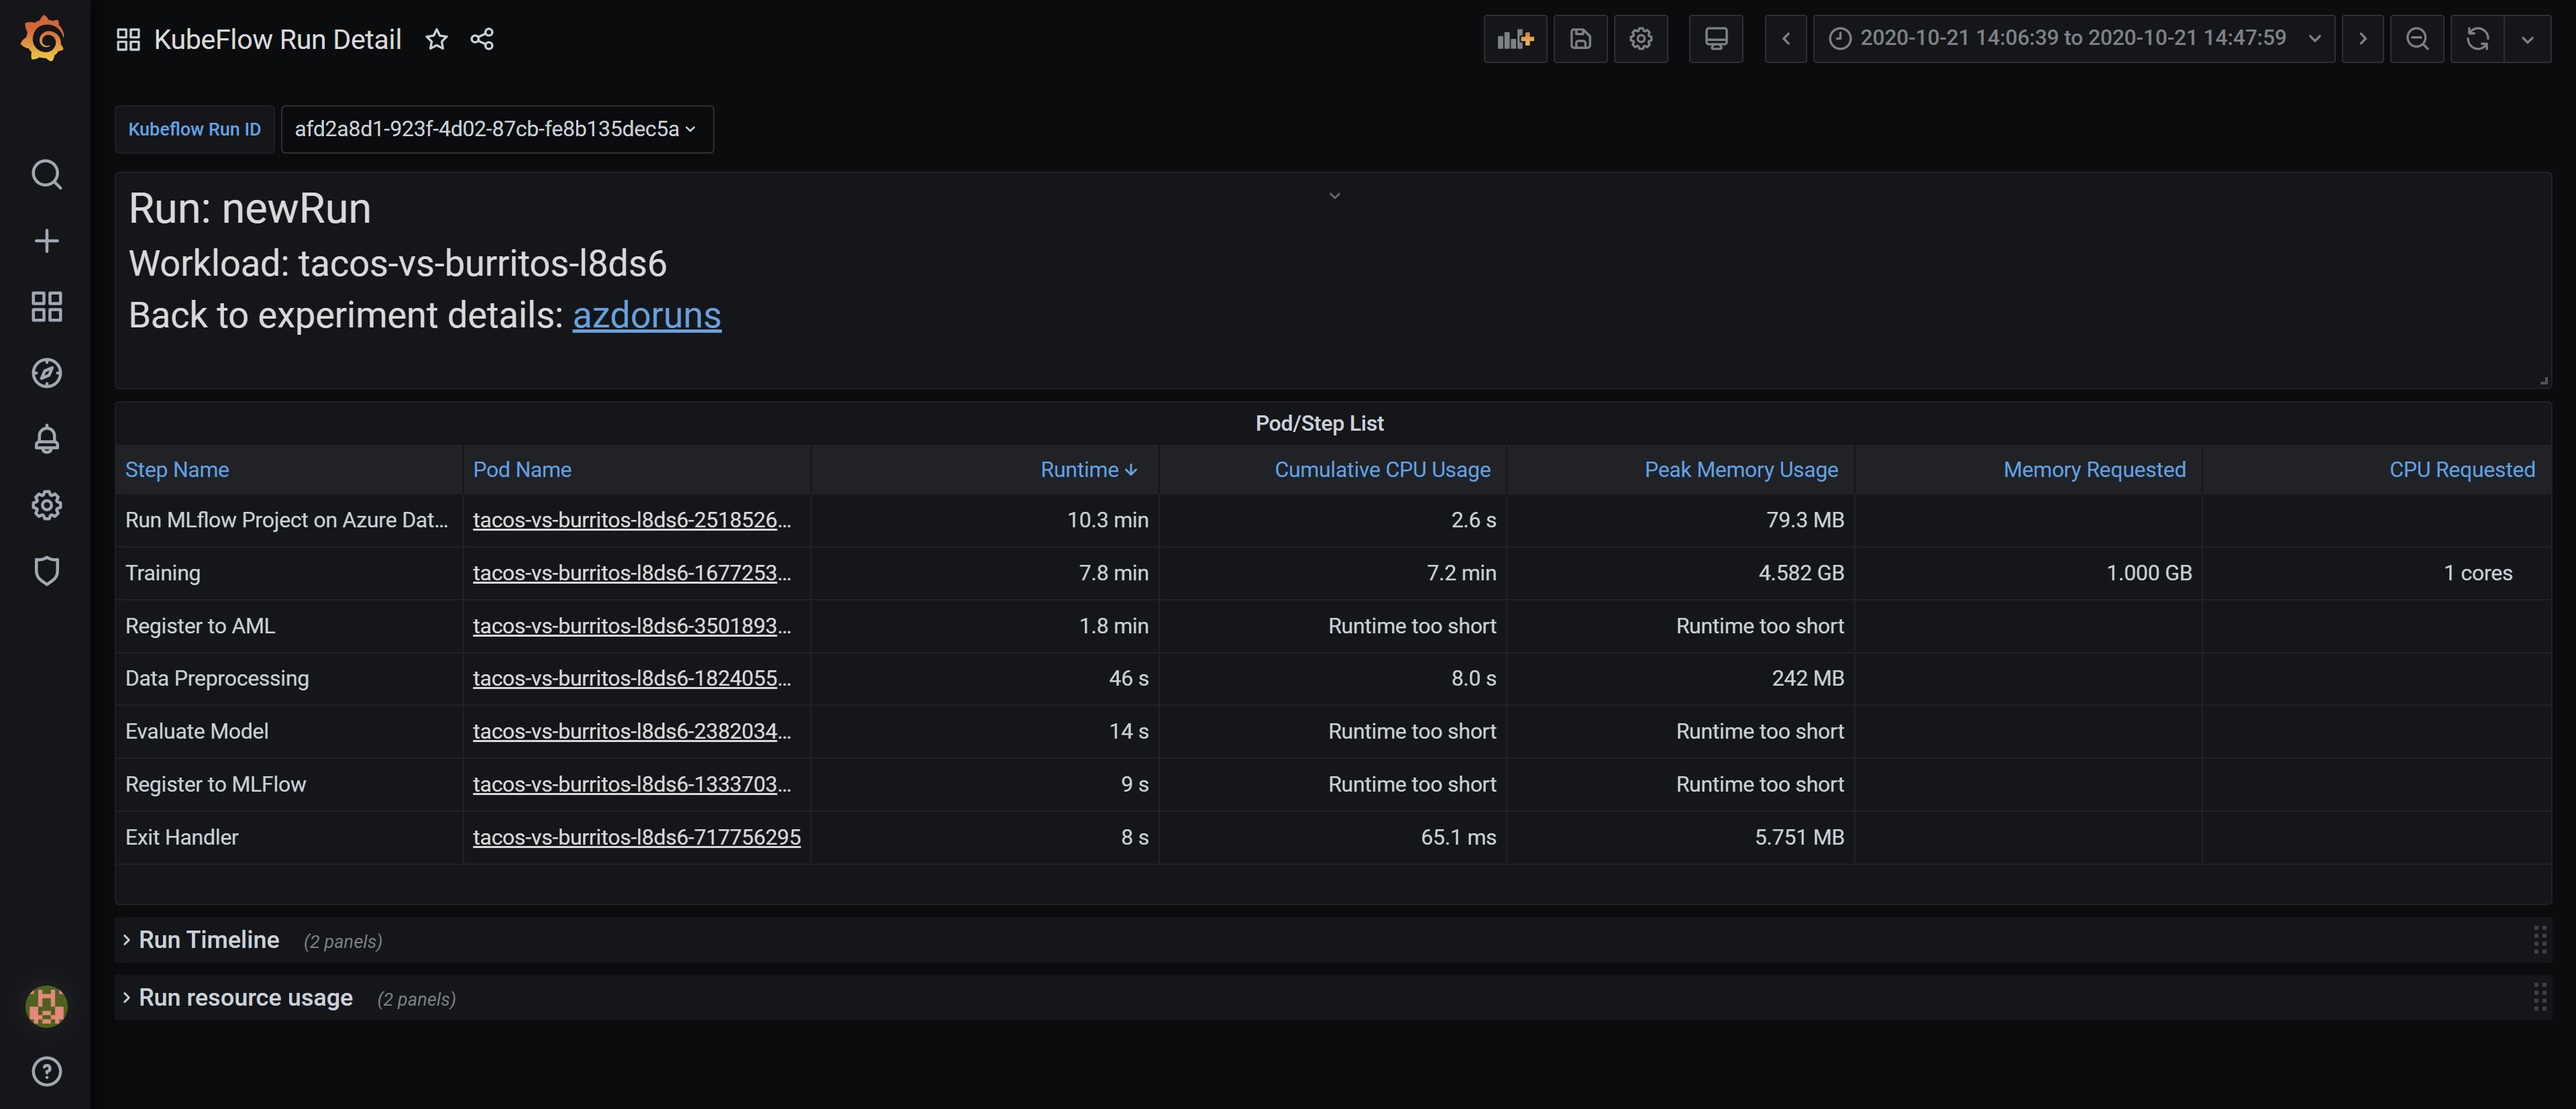 KubeFlow Run Detail
2020-10-21 14:06:39 to 2020-10-21 14:47:59
Kubeflow Run ID afd2a8d1-923f-4d02-87cb-fe8b135dec5a
Run: newRun
Workload: tacos-vs-burritos-l8ds6
Back to experiment details: azdoruns
Pod/Step List
Step Name Pod Name Runtime Cumulative CPU Usage Peak Memory Usage Memory Requested CPU Requested
Run MLflow Project on Azure Dat... tacos-vs-burritos-l8ds6-2518526... 10.3 min 2.6 s 79.3 MB
Training tacos-vs-burritos-l8ds6-1677253... 7.8 min 7.2 min 4.582 GB 1.000 GB 1 cores
Register to AML tacos-vs-burritos-l8ds6-3501893... 1.8 min Runtime too short Runtime too short
Data Preprocessing tacos-vs-burritos-l8ds6-1824055... 46 s 8.0 s 242 MB
Evaluate Model tacos-vs-burritos-l8ds6-2382034... 14 s Runtime too short Runtime too short
Register to MLFlow tacos-vs-burritos-l8ds6-1333703... 9 s Runtime too short Runtime too short
Exit Handler tacos-vs-burritos-l8ds6-717756295 8 s 65.1 ms 5.751 MB
Run Timeline (2 panels)
Run resource usage (2 panels)